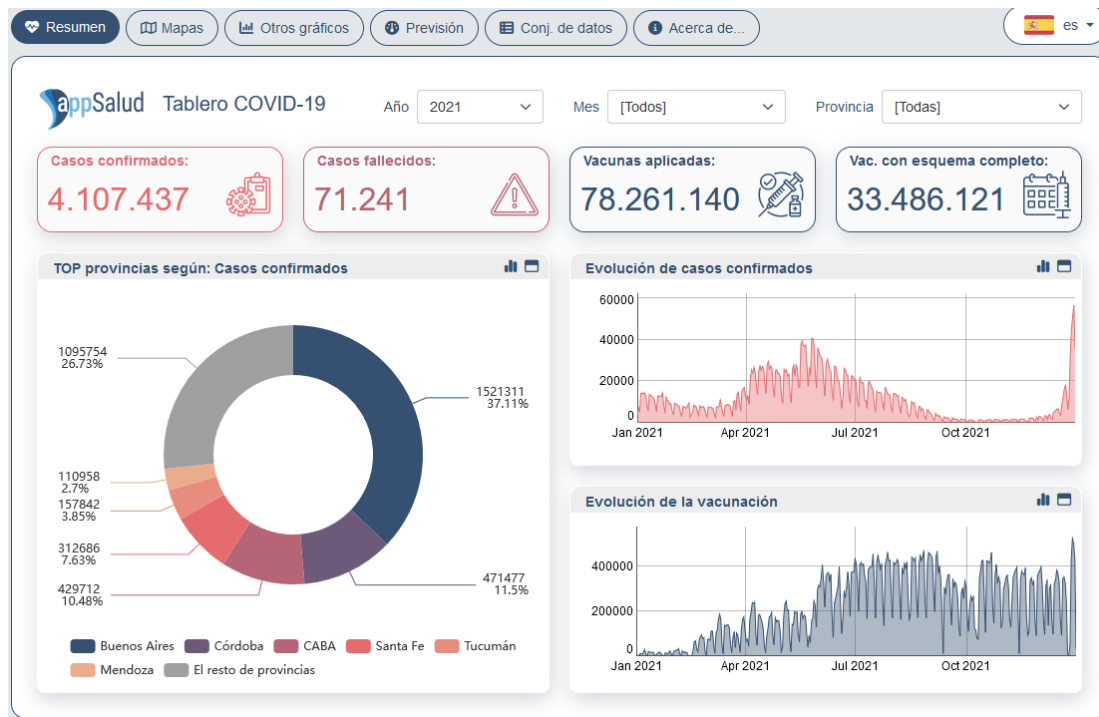 Resumen Mapas Otros gráficos Previsión Conj. de datos Acerca de... es
appSalud Tablero COVID-19 Año 2021 Mes [Todos] Provincia [Todas]
Casos confirmados:
4.107.437
Casos fallecidos:
71.241
Vacunas aplicadas:
78.261.140
Vac. con esquema completo:
33.486.121
TOP provincias según: Casos confirmados
1095754
26.73%
1521311
37.11%
110958
2.7%
157842
3.85%
312686
7.63%
429712
10.48%
471477
11.5%
Buenos Aires Córdoba CABA Santa Fe Tucumán
Mendoza El resto de provincias
Evolución de casos confirmados
60000
40000
20000
0
Jan 2021 Apr 2021 Jul 2021 Oct 2021
Evolución de la vacunación
400000
200000
0
Jan 2021 Apr 2021 Jul 2021 Oct 2021